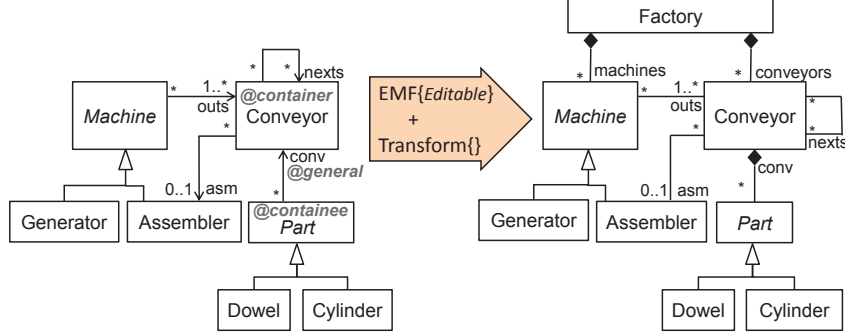 * *
nexts
*
1..*
outs
Machine
@container
Conveyor
*
conv
@general
0..1 asm
*
@containee
Part
Generator
Assembler
Dowel
Cylinder
EMF{Editable}
+
Transform{}
Factory
* machines
* conveyors
*
1..*
outs
Machine
Conveyor
*
*
nexts
*
conv
0..1 asm
*
Generator
Assembler
Part
Dowel
Cylinder